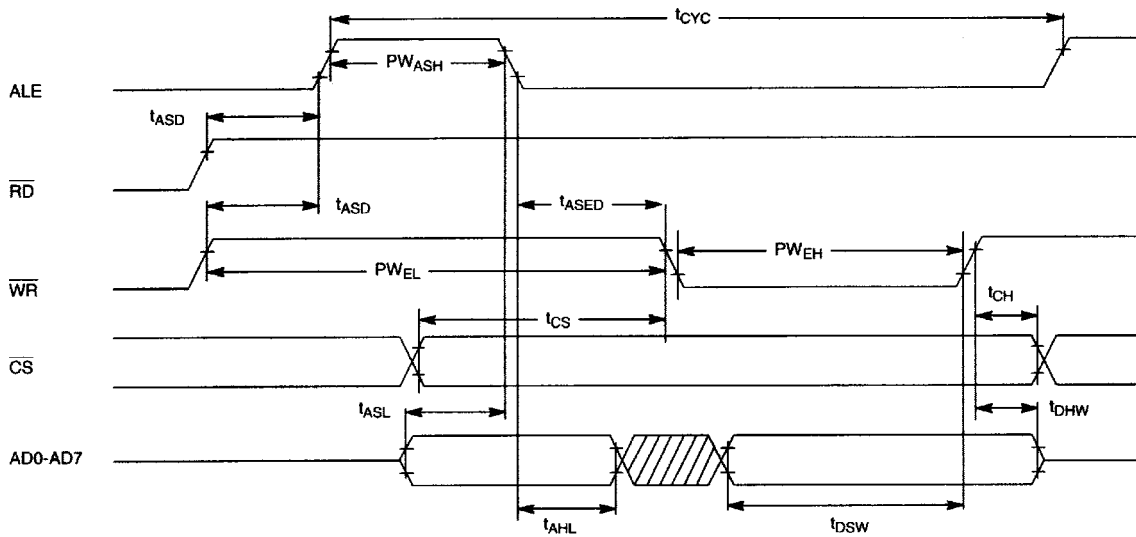 tCYC
PWASH
ALE
tASD
RD
tASD
tASED
PWEH
PWEL
WR
tCH
tCS
CS
tASL
tDHW
AD0-AD7
tAHL
tDSW